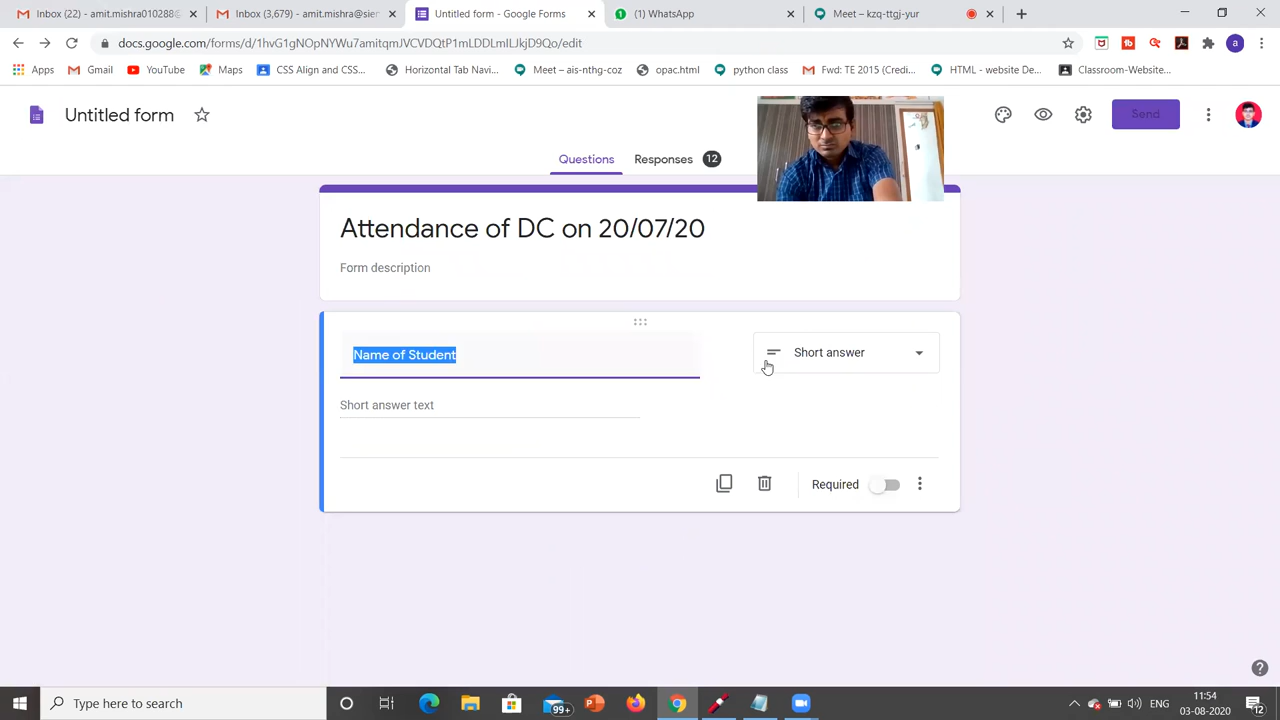 Inbox (22) - amit.mishra10288@
Inbox (3,679) - amit.mishra@sier
Untitled form - Google Forms
(1) WhatsApp
Meet – kzq-ttgj-yur
docs.google.com/forms/d/1hvG1gNOpNYWu7amitqmtVCVDQtP1mLDDLmILJkjD9Qo/edit
a
Apps
Gmail
YouTube
Maps
CSS Align and CSS...
Horizontal Tab Navi...
Meet – ais-nthg-coz
opac.html
python class
Fwd: TE 2015 (Credi...
HTML - website De...
Classroom-Website...
Untitled form
Send
Questions
Responses
12
Attendance of DC on 20/07/20
Form description
Name of Student
Short answer
Short answer text
Required
Type here to search
99+
ENG
11:54
03-08-2020
12